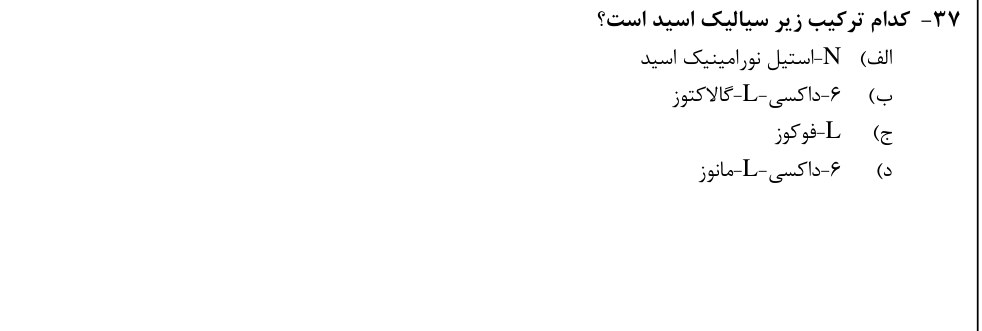 ۳۷- کدام ترکیب زیر سیالیک اسید است؟
الف) N-استیل نورامینیک اسید
ب) ۶-داکسی-L-گالاکتوز
ج) L-فوکوز
د) ۶-داکسی-L-مانوز